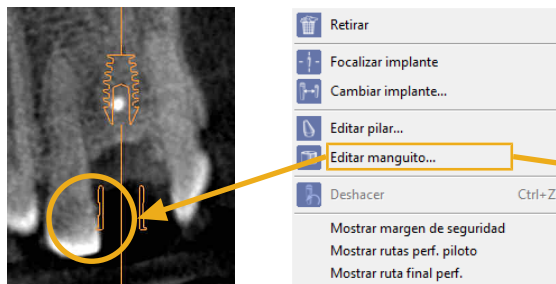 Retirar
Focalizar implante
Cambiar implante...
Editar pilar...
Editar manguito...
Deshacer Ctrl+Z
Mostrar margen de seguridad
Mostrar rutas perf. piloto
Mostrar ruta final perf.